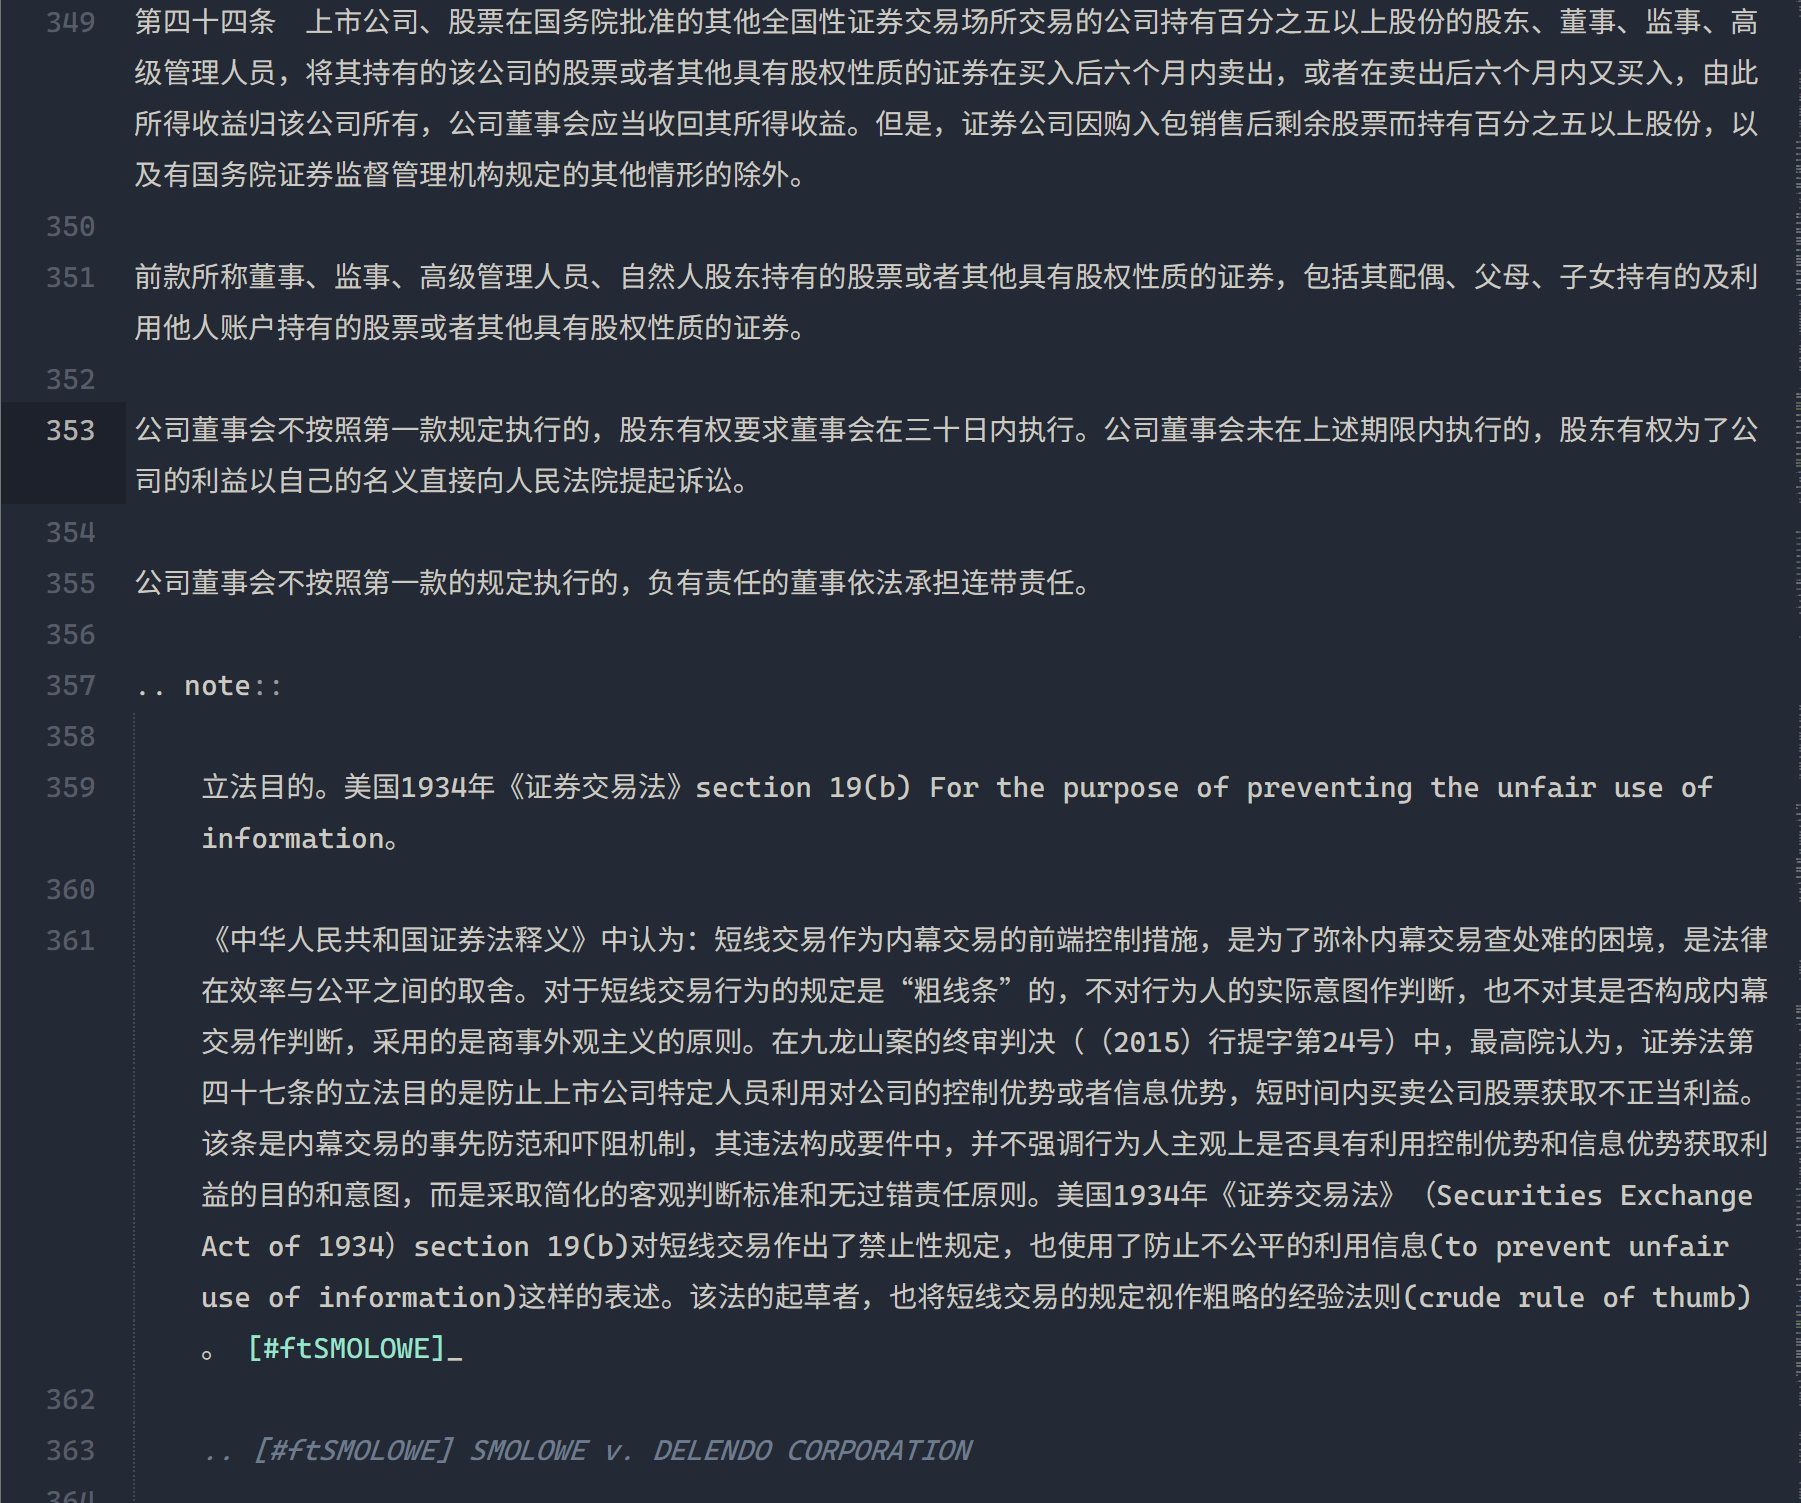 349 第四十四条　上市公司、股票在国务院批准的其他全国性证券交易场所交易的公司持有百分之五以上股份的股东、董事、监事、高
级管理人员，将其持有的该公司的股票或者其他具有股权性质的证券在买入后六个月内卖出，或者在卖出后六个月内又买入，由此
所得收益归该公司所有，公司董事会应当收回其所得收益。但是，证券公司因购入包销售后剩余股票而持有百分之五以上股份，以
及有国务院证券监督管理机构规定的其他情形的除外。
350
351 前款所称董事、监事、高级管理人员、自然人股东持有的股票或者其他具有股权性质的证券，包括其配偶、父母、子女持有的及利
用他人账户持有的股票或者其他具有股权性质的证券。
352
353 公司董事会不按照第一款规定执行的，股东有权要求董事会在三十日内执行。公司董事会未在上述期限内执行的，股东有权为了公
司的利益以自己的名义直接向人民法院提起诉讼。
354
355 公司董事会不按照第一款的规定执行的，负有责任的董事依法承担连带责任。
356
357 .. note::
358
359 立法目的。美国1934年《证券交易法》section 19(b) For the purpose of preventing the unfair use of
information。
360
361 《中华人民共和国证券法释义》中认为：短线交易作为内幕交易的前端控制措施，是为了弥补内幕交易查处难的困境，是法律
在效率与公平之间的取舍。对于短线交易行为的规定是“粗线条”的，不对行为人的实际意图作判断，也不对其是否构成内幕
交易作判断，采用的是商事外观主义的原则。在九龙山案的终审判决（（2015）行提字第24号）中，最高院认为，证券法第
四十七条的立法目的是防止上市公司特定人员利用对公司的控制优势或者信息优势，短时间内买卖公司股票获取不正当利益。
该条是内幕交易的事先防范和吓阻机制，其违法构成要件中，并不强调行为人主观上是否具有利用控制优势和信息优势获取利
益的目的和意图，而是采取简化的客观判断标准和无过错责任原则。美国1934年《证券交易法》（Securities Exchange
Act of 1934）section 19(b)对短线交易作出了禁止性规定，也使用了防止不公平的利用信息(to prevent unfair
use of information)这样的表述。该法的起草者，也将短线交易的规定视作粗略的经验法则(crude rule of thumb)
。 [#ftSMOLOWE]_
362
363 .. [#ftSMOLOWE] SMOLOWE v. DELENDO CORPORATION
364